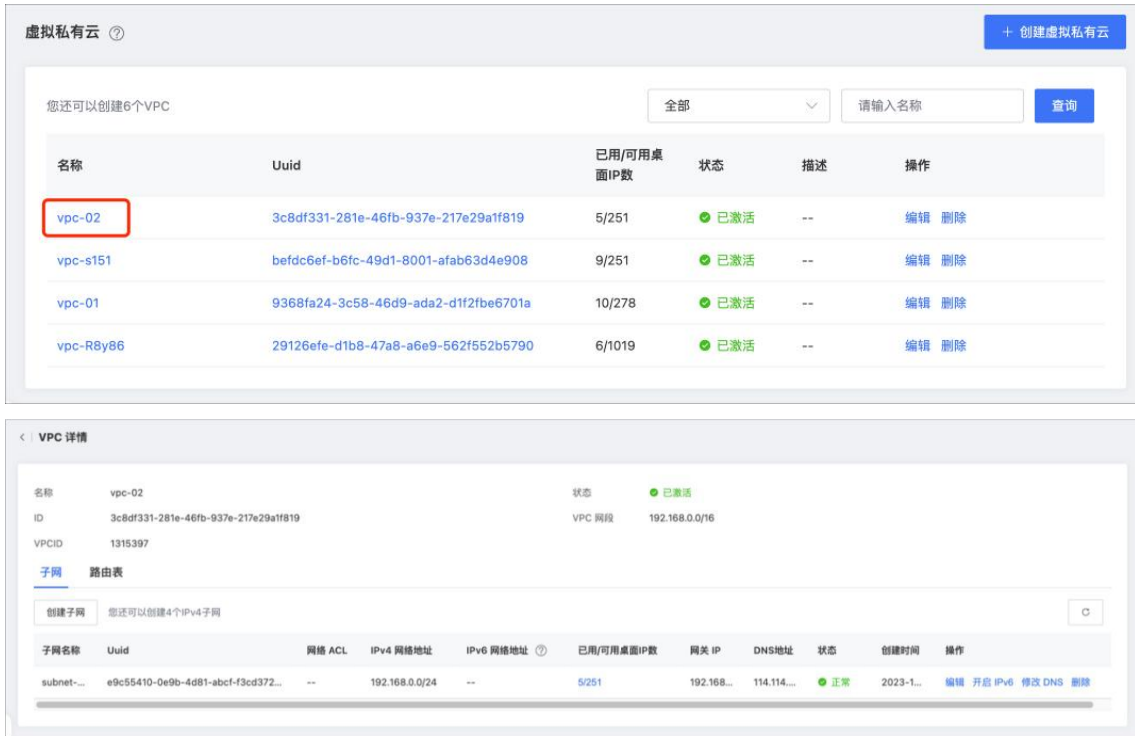 虚拟私有云
+ 创建虚拟私有云
您还可以创建6个VPC 全部 请输入名称 查询
名称 Uuid 已用/可用桌面IP数 状态 描述 操作
vpc-02 3c8df331-281e-46fb-937e-217e29a1f819 5/251 已激活 -- 编辑 删除
vpc-s151 befdc6ef-b6fc-49d1-8001-afab63d4e908 9/251 已激活 -- 编辑 删除
vpc-01 9368fa24-3c58-46d9-ada2-d1f2fbe6701a 10/278 已激活 -- 编辑 删除
vpc-R8y86 29126efe-d1b8-47a8-a6e9-562f552b5790 6/1019 已激活 -- 编辑 删除
< VPC 详情
名称 vpc-02 状态 已激活
ID 3c8df331-281e-46fb-937e-217e29a1f819 VPC 网段 192.168.0.0/16
VPCID 1315397
子网 路由表
创建子网 您还可以创建4个IPv4子网
子网名称 Uuid 网络 ACL IPv4 网络地址 IPv6 网络地址 已用/可用桌面IP数 网关 IP DNS地址 状态 创建时间 操作
subnet-... e9c55410-0e9b-4d81-abcf-f3cd372... -- 192.168.0.0/24 -- 5/251 192.168... 114.114.... 正常 2023-1... 编辑 开启 IPv6 修改 DNS 删除